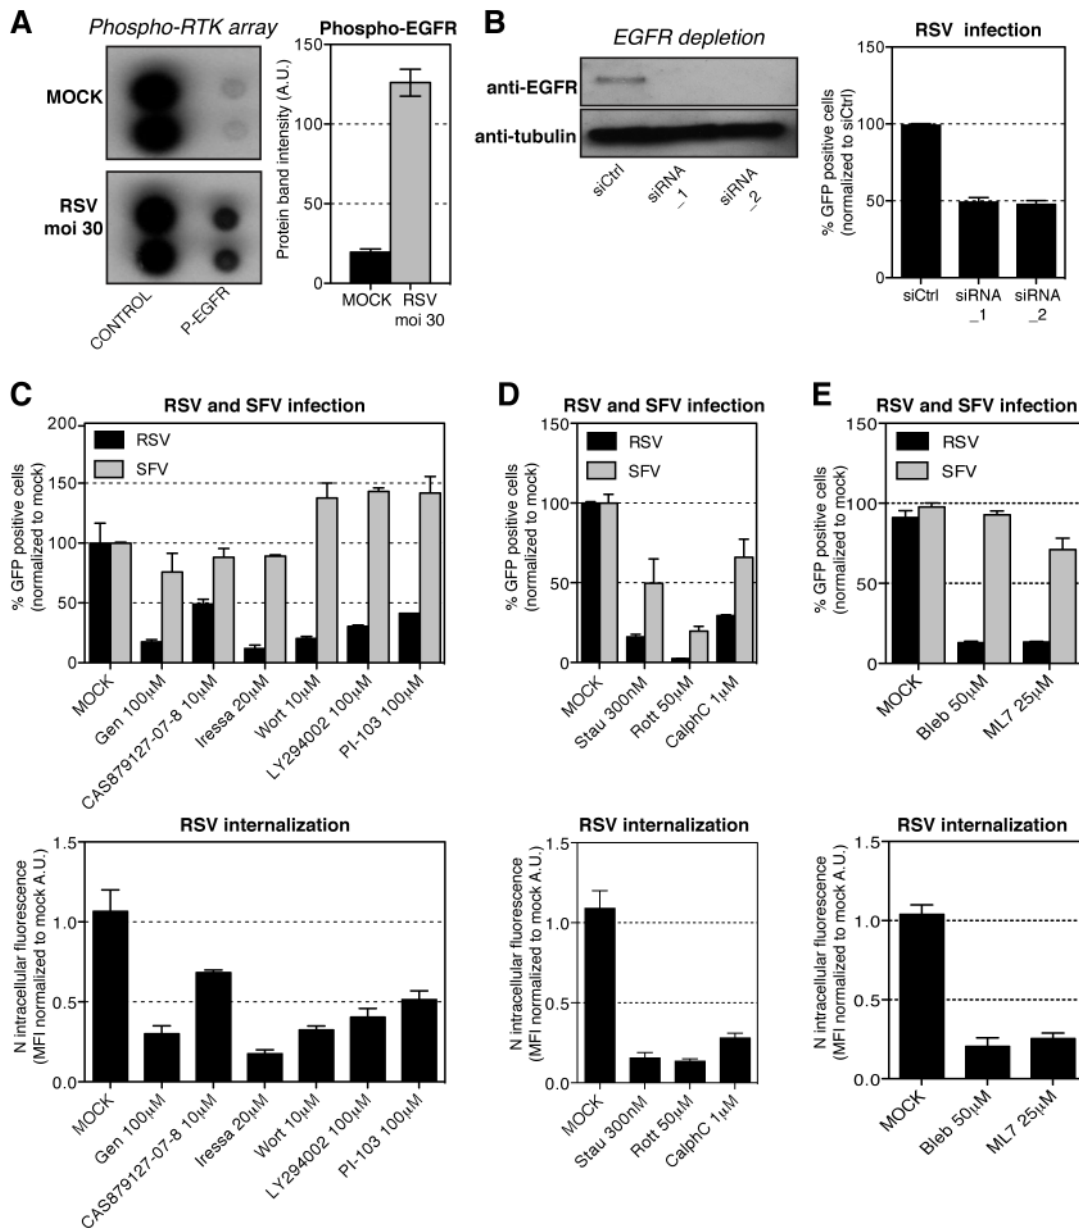 A
Phospho-RTK array
MOCK
RSV
moi 30
CONTROL
P-EGFR
Phospho-EGFR
Protein band intensity (A.U.)
150
100
50
0
MOCK
RSV
moi 30
B
EGFR depletion
anti-EGFR
anti-tubulin
siCtrl
siRNA
_1
siRNA
_2
RSV infection
% GFP positive cells
(normalized to siCtrl)
150
100
50
0
siCtrl
siRNA
_1
siRNA
_2
C
RSV and SFV infection
% GFP positive cells
(normalized to mock)
200
150
100
50
0
RSV
SFV
MOCK
Gen 100µM
CAS879127-07-8 10µM
Iressa 20µM
Wort 10µM
LY294002 100µM
PI-103 100µM
RSV internalization
N intracellular fluorescence
(MFI normalized to mock A.U.)
1.5
1.0
0.5
0.0
MOCK
Gen 100µM
CAS879127-07-8 10µM
Iressa 20µM
Wort 10µM
LY294002 100µM
PI-103 100µM
D
RSV and SFV infection
% GFP positive cells
(normalized to mock)
150
100
50
0
RSV
SFV
MOCK
Stau 300nM
Rott 50µM
CalphC 1µM
RSV internalization
N intracellular fluorescence
(MFI normalized to mock A.U.)
1.5
1.0
0.5
0.0
MOCK
Stau 300nM
Rott 50µM
CalphC 1µM
E
RSV and SFV infection
% GFP positive cells
(normalized to mock)
150
100
50
0
RSV
SFV
MOCK
Bleb 50µM
ML7 25µM
RSV internalization
N intracellular fluorescence
(MFI normalized to mock A.U.)
1.5
1.0
0.5
0.0
MOCK
Bleb 50µM
ML7 25µM